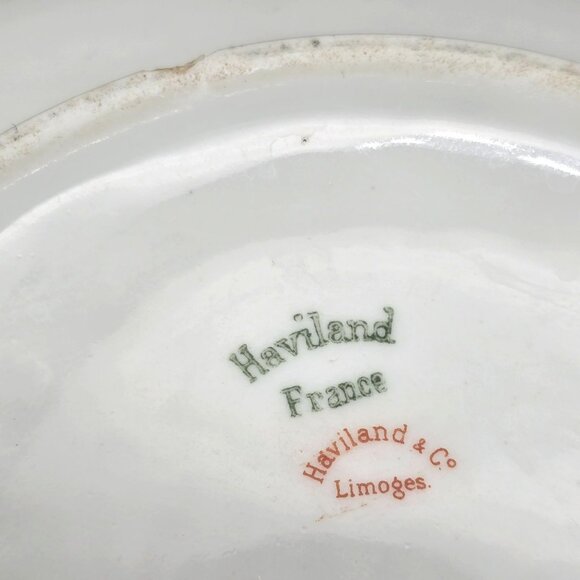 Haviland
France
Haviland & Co
Limoges.